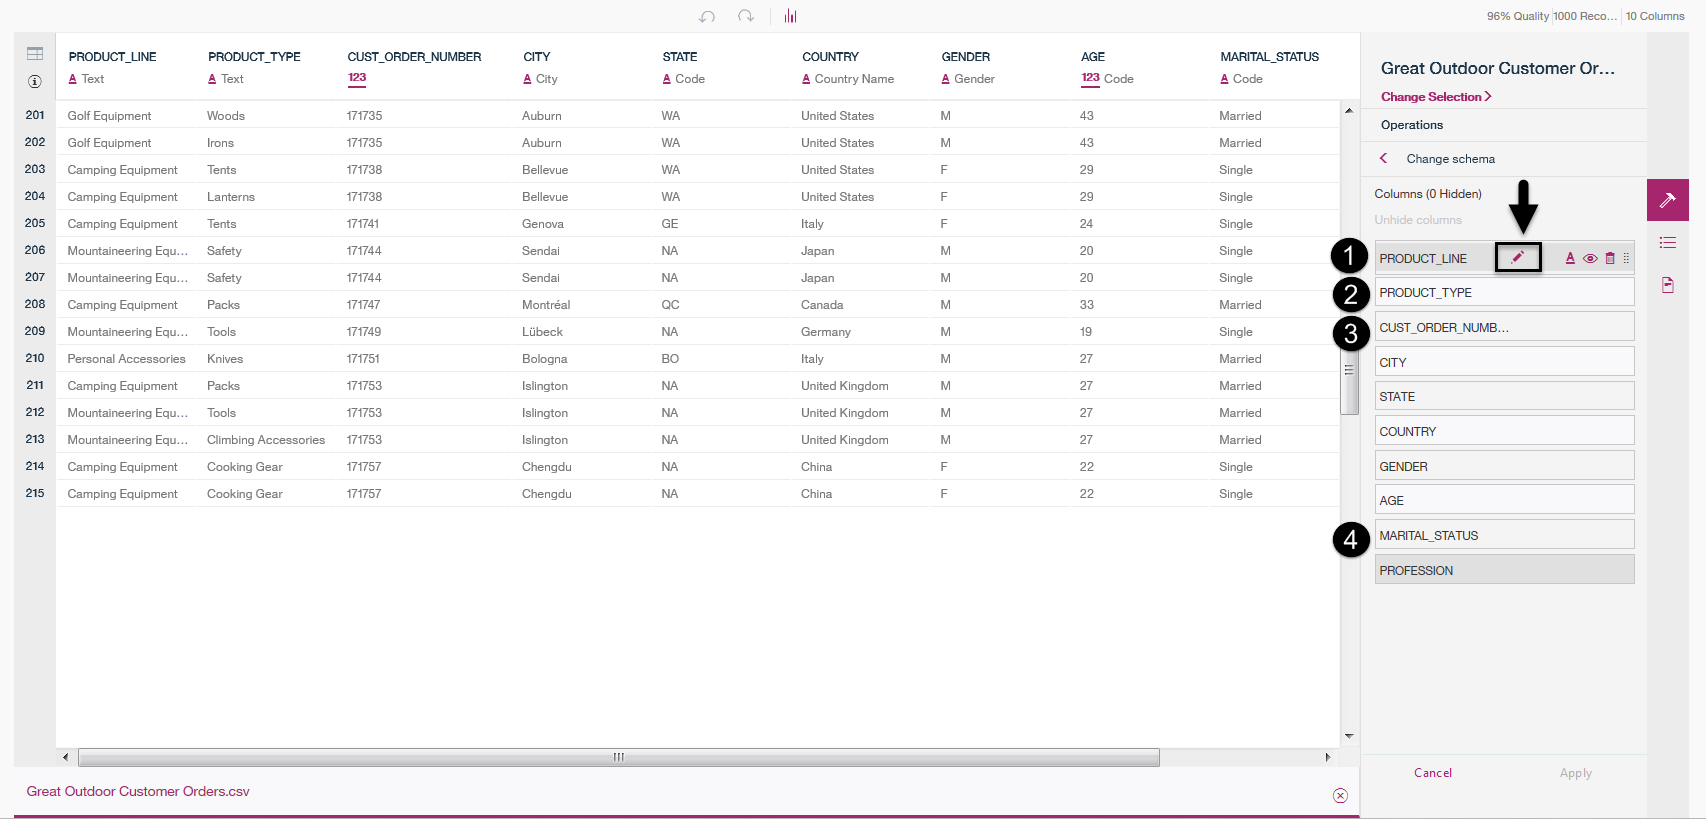 96% Quality 1000 Reco... 10 Columns
PRODUCT_LINE PRODUCT_TYPE CUST_ORDER_NUMBER CITY STATE COUNTRY GENDER AGE MARITAL_STATUS
A Text A Text 123 A City A Code A Country Name A Gender 123 Code A Code
201 Golf Equipment Woods 171735 Auburn WA United States M 43 Married
202 Golf Equipment Irons 171735 Auburn WA United States M 43 Married
203 Camping Equipment Tents 171738 Bellevue WA United States F 29 Single
204 Camping Equipment Lanterns 171738 Bellevue WA United States F 29 Single
205 Camping Equipment Tents 171741 Genova GE Italy F 24 Single
206 Mountaineering Equ... Safety 171744 Sendai NA Japan M 20 Single
207 Mountaineering Equ... Safety 171744 Sendai NA Japan M 20 Single
208 Camping Equipment Packs 171747 Montréal QC Canada M 33 Married
209 Mountaineering Equ... Tools 171749 Lübeck NA Germany M 19 Single
210 Personal Accessories Knives 171751 Bologna BO Italy M 27 Married
211 Camping Equipment Packs 171753 Islington NA United Kingdom M 27 Married
212 Mountaineering Equ... Tools 171753 Islington NA United Kingdom M 27 Married
213 Mountaineering Equ... Climbing Accessories 171753 Islington NA United Kingdom M 27 Married
214 Camping Equipment Cooking Gear 171757 Chengdu NA China F 22 Single
215 Camping Equipment Cooking Gear 171757 Chengdu NA China F 22 Single
Great Outdoor Customer Orders.csv
Great Outdoor Customer Or...
Change Selection
Operations
Change schema
Columns (0 Hidden)
Unhide columns
1 PRODUCT_LINE A
2 PRODUCT_TYPE
3 CUST_ORDER_NUMB...
CITY
STATE
COUNTRY
GENDER
AGE
4 MARITAL_STATUS
PROFESSION
Cancel Apply